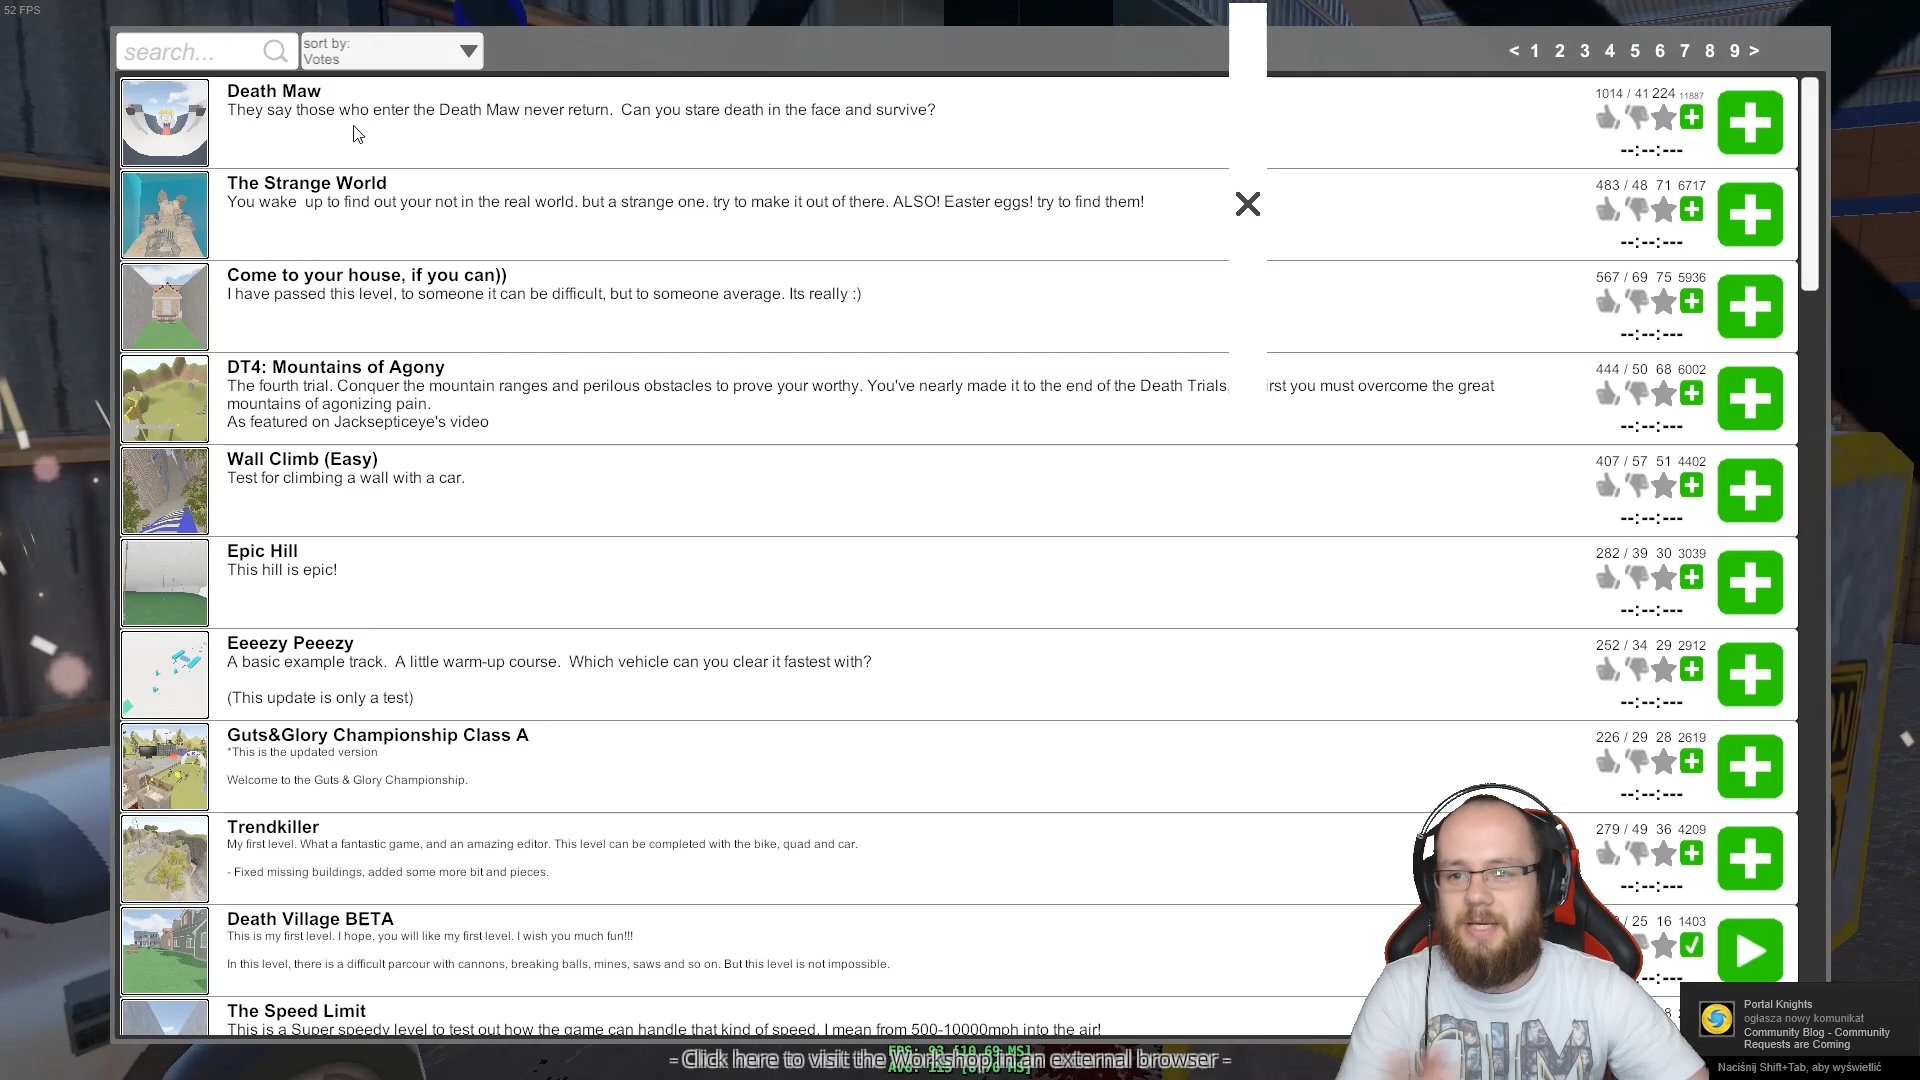 52 FPS
search...
sort by:
Votes
< 1 2 3 4 5 6 7 8 9 >
Death Maw
They say those who enter the Death Maw never return. Can you stare death in the face and survive?
1014 / 41 224 11887
--:--:---
The Strange World
You wake up to find out your not in the real world. but a strange one. try to make it out of there. ALSO! Easter eggs! try to find them!
483 / 48 71 6717
--:--:---
Come to your house, if you can))
I have passed this level, to someone it can be difficult, but to someone average. Its really :)
567 / 69 75 5936
--:--:---
DT4: Mountains of Agony
The fourth trial. Conquer the mountain ranges and perilous obstacles to prove your worthy. You've nearly made it to the end of the Death Trials, irst you must overcome the great
mountains of agonizing pain.
As featured on Jacksepticeye's video
444 / 50 68 6002
--:--:---
Wall Climb (Easy)
Test for climbing a wall with a car.
407 / 57 51 4402
--:--:---
Epic Hill
This hill is epic!
282 / 39 30 3039
--:--:---
Eeeezy Peeezy
A basic example track. A little warm-up course. Which vehicle can you clear it fastest with?
(This update is only a test)
252 / 34 29 2912
--:--:---
Guts&Glory Championship Class A
*This is the updated version
Welcome to the Guts & Glory Championship.
226 / 29 28 2619
--:--:---
Trendkiller
My first level. What a fantastic game, and an amazing editor. This level can be completed with the bike, quad and car.
- Fixed missing buildings, added some more bit and pieces.
279 / 49 36 4209
--:--:---
Death Village BETA
This is my first level. I hope, you will like my first level. I wish you much fun!!!
In this level, there is a difficult parcour with cannons, breaking balls, mines, saws and so on. But this level is not impossible.
/ 25 16 1403
--:---
The Speed Limit
This is a Super speedy level to test out how the game can handle that kind of speed. I mean from 500-10000mph into the air!
- Click here to visit the Workshop in an external browser -
Portal Knights
ogłasza nowy komunikat
Community Blog - Community
Requests are Coming
Naciśnij Shift+Tab, aby wyświetlić